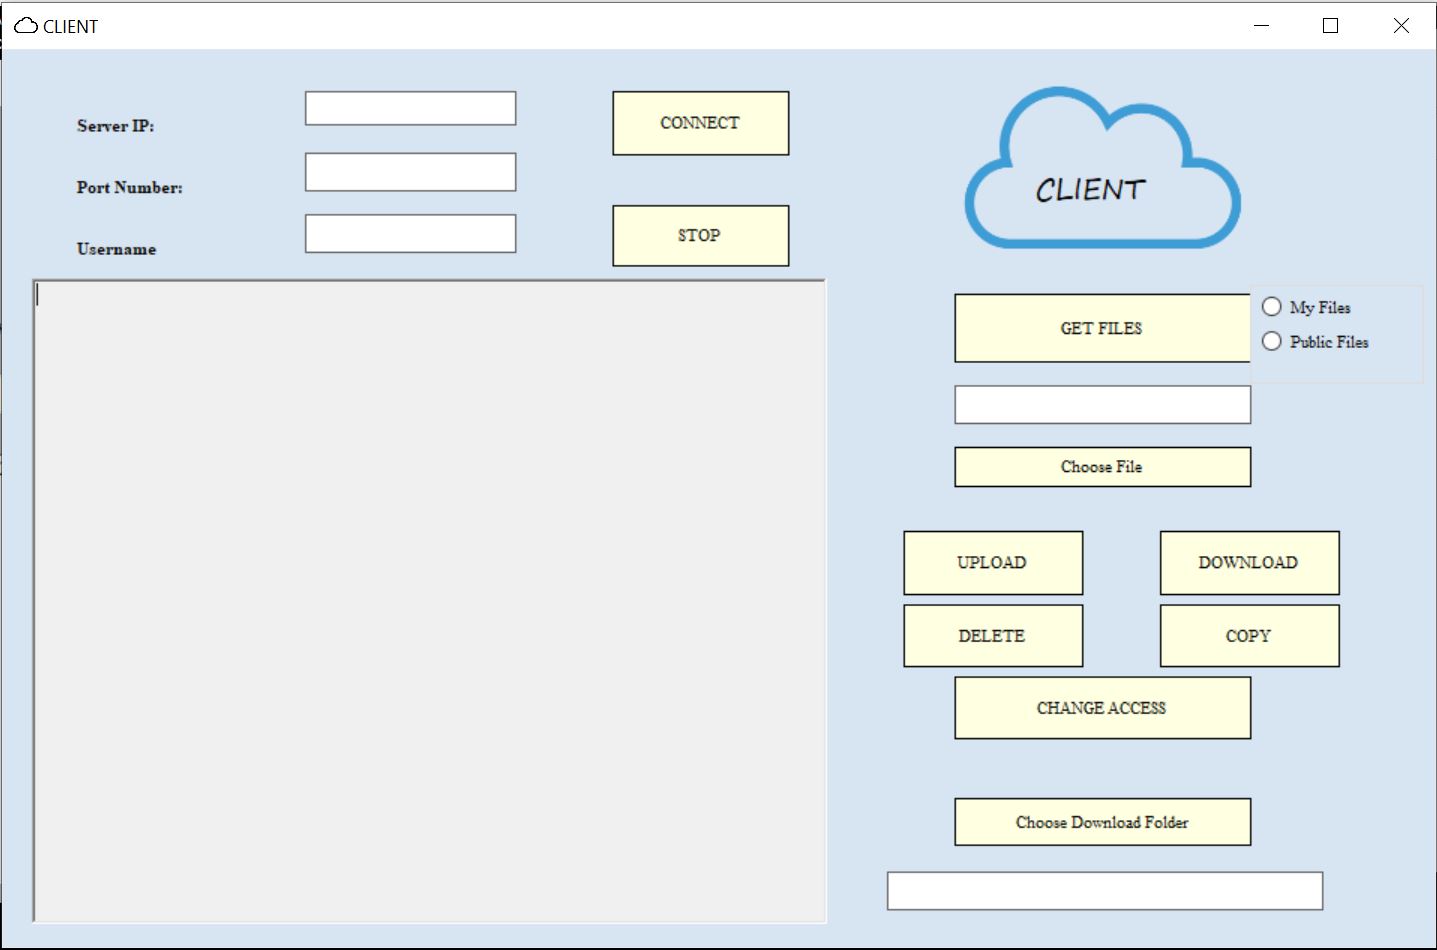 CLIENT
Server IP:
CONNECT
Port Number:
Username
STOP
CLIENT
GET FILES
My Files
Public Files
Choose File
UPLOAD
DOWNLOAD
DELETE
COPY
CHANGE ACCESS
Choose Download Folder